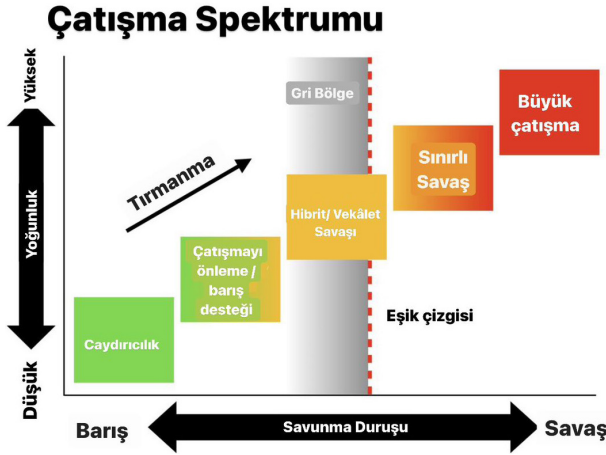 Çatışma Spektrumu
Yüksek
Yoğunluk
Düşük
Tırmanma
Gri Bölge
Büyük
çatışma
Sınırlı
Savaş
Hibrit/ Vekâlet
Savaşı
Çatışmayı
önleme /
barış
desteği
Caydırıcılık
Eşik çizgisi
Barış
Savunma Duruşu
Savaş